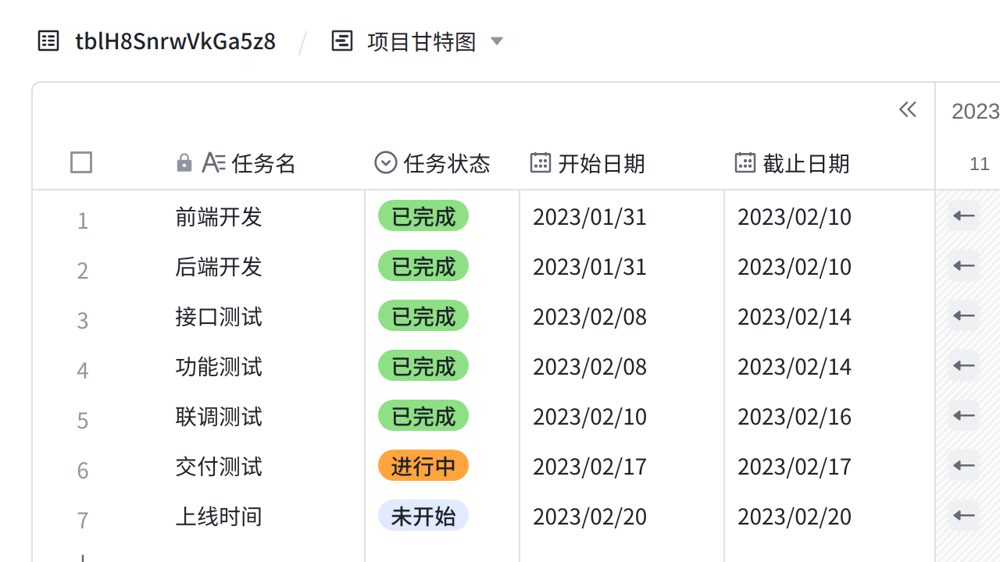 tblH8SnrwVkGa5z8 / 项目甘特图
2023
任务名 任务状态 开始日期 截止日期 11
1 前端开发 已完成 2023/01/31 2023/02/10
2 后端开发 已完成 2023/01/31 2023/02/10
3 接口测试 已完成 2023/02/08 2023/02/14
4 功能测试 已完成 2023/02/08 2023/02/14
5 联调测试 已完成 2023/02/10 2023/02/16
6 交付测试 进行中 2023/02/17 2023/02/17
7 上线时间 未开始 2023/02/20 2023/02/20